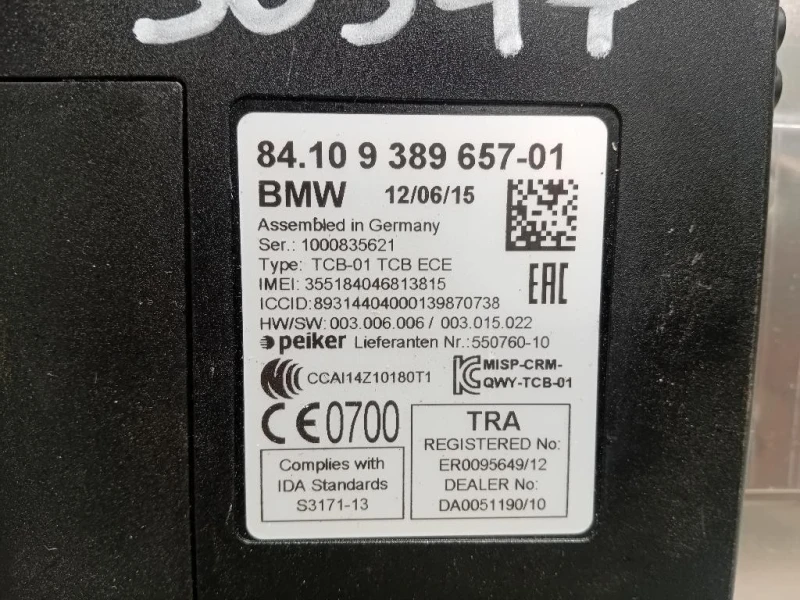 84.10 9 389 657-01
BMW 12/06/15
Assembled in Germany
Ser.: 1000835621
Type: TCB-01 TCB ECE
IMEI: 355184046813815
ICCID:89314404000139870738
HW/SW: 003.006.006 / 003.015.022
peiker Lieferanten Nr.:550760-10
CCAI14Z10180T1
MISP-CRM-
QWY-TCB-01
CE0700
EAC
Complies with
IDA Standards
S3171-13
TRA
REGISTERED No:
ER0095649/12
DEALER No:
DA0051190/10